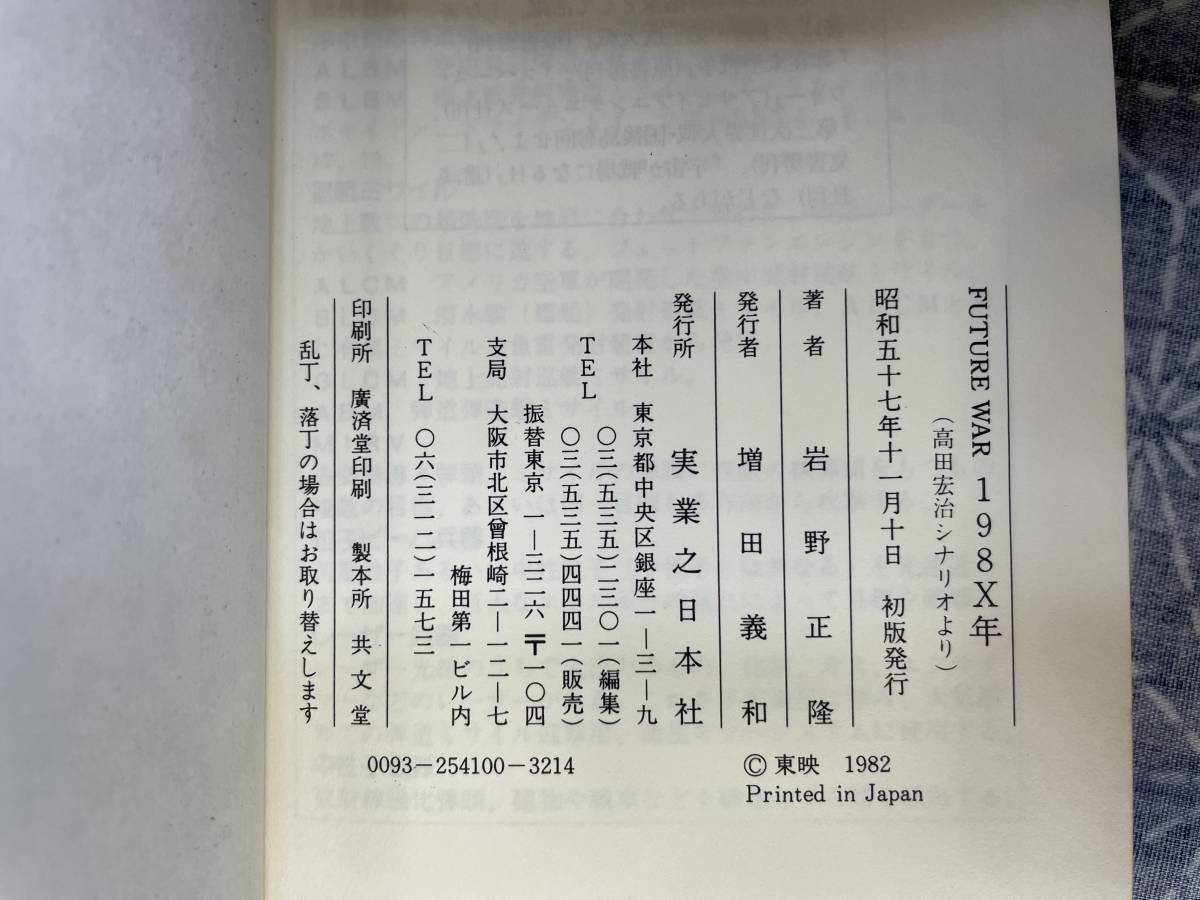 FUTURE WAR 198X年
(高田宏治シナリオより)
昭和五十七年十一月十日 初版発行
著者 岩野正隆
発行者 増田義和
発行所 実業之日本社
本社 東京都中央区銀座一―三―九
TEL 〇三(五三五)二三〇一(編集)
〇三(五三五)四四四一(販売)
振替東京 一―三二六 〒一〇四
支局 大阪市北区曾根崎二―一二―七
梅田第一ビル内
TEL 〇六(三一二)一五七三
印刷所 廣済堂印刷 製本所 共文堂
乱丁、落丁の場合はお取り替えします
0093-254100-3214
© 東映 1982
Printed in Japan